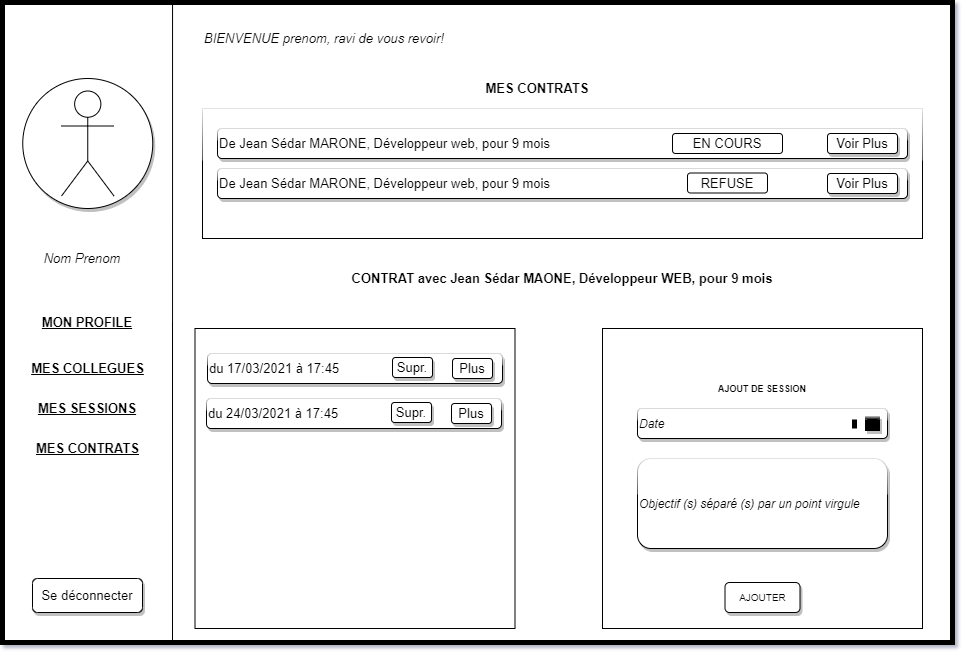 BIENVENUE prenom, ravi de vous revoir!
MES CONTRATS
De Jean Sédar MARONE, Développeur web, pour 9 mois EN COURS Voir Plus
De Jean Sédar MARONE, Développeur web, pour 9 mois REFUSE Voir Plus
Nom Prenom
MON PROFILE
MES COLLEGUES
MES SESSIONS
MES CONTRATS
Se déconnecter
CONTRAT avec Jean Sédar MAONE, Développeur WEB, pour 9 mois
du 17/03/2021 à 17:45 Supr. Plus
du 24/03/2021 à 17:45 Supr. Plus
AJOUT DE SESSION
Date
Objectif (s) séparé (s) par un point virgule
AJOUTER